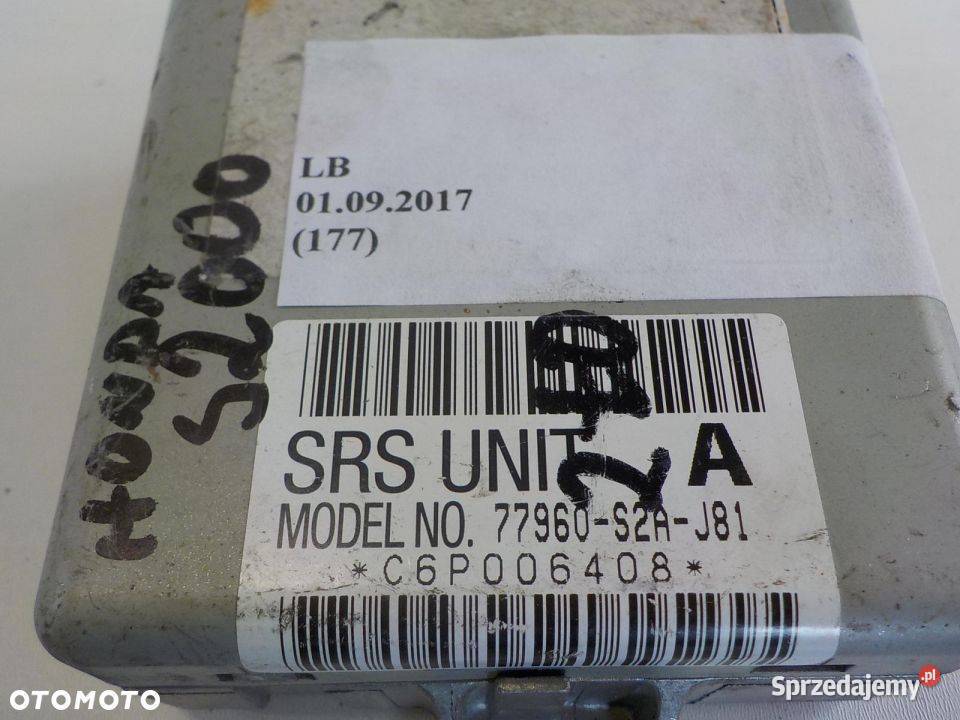 LB
01.09.2017
(177)
HONDA
S2000
SRS UNIT A
MODEL NO. 77960-S2A-J81
*C6P006408*
OTOMOTO
Sprzedajemy.pl